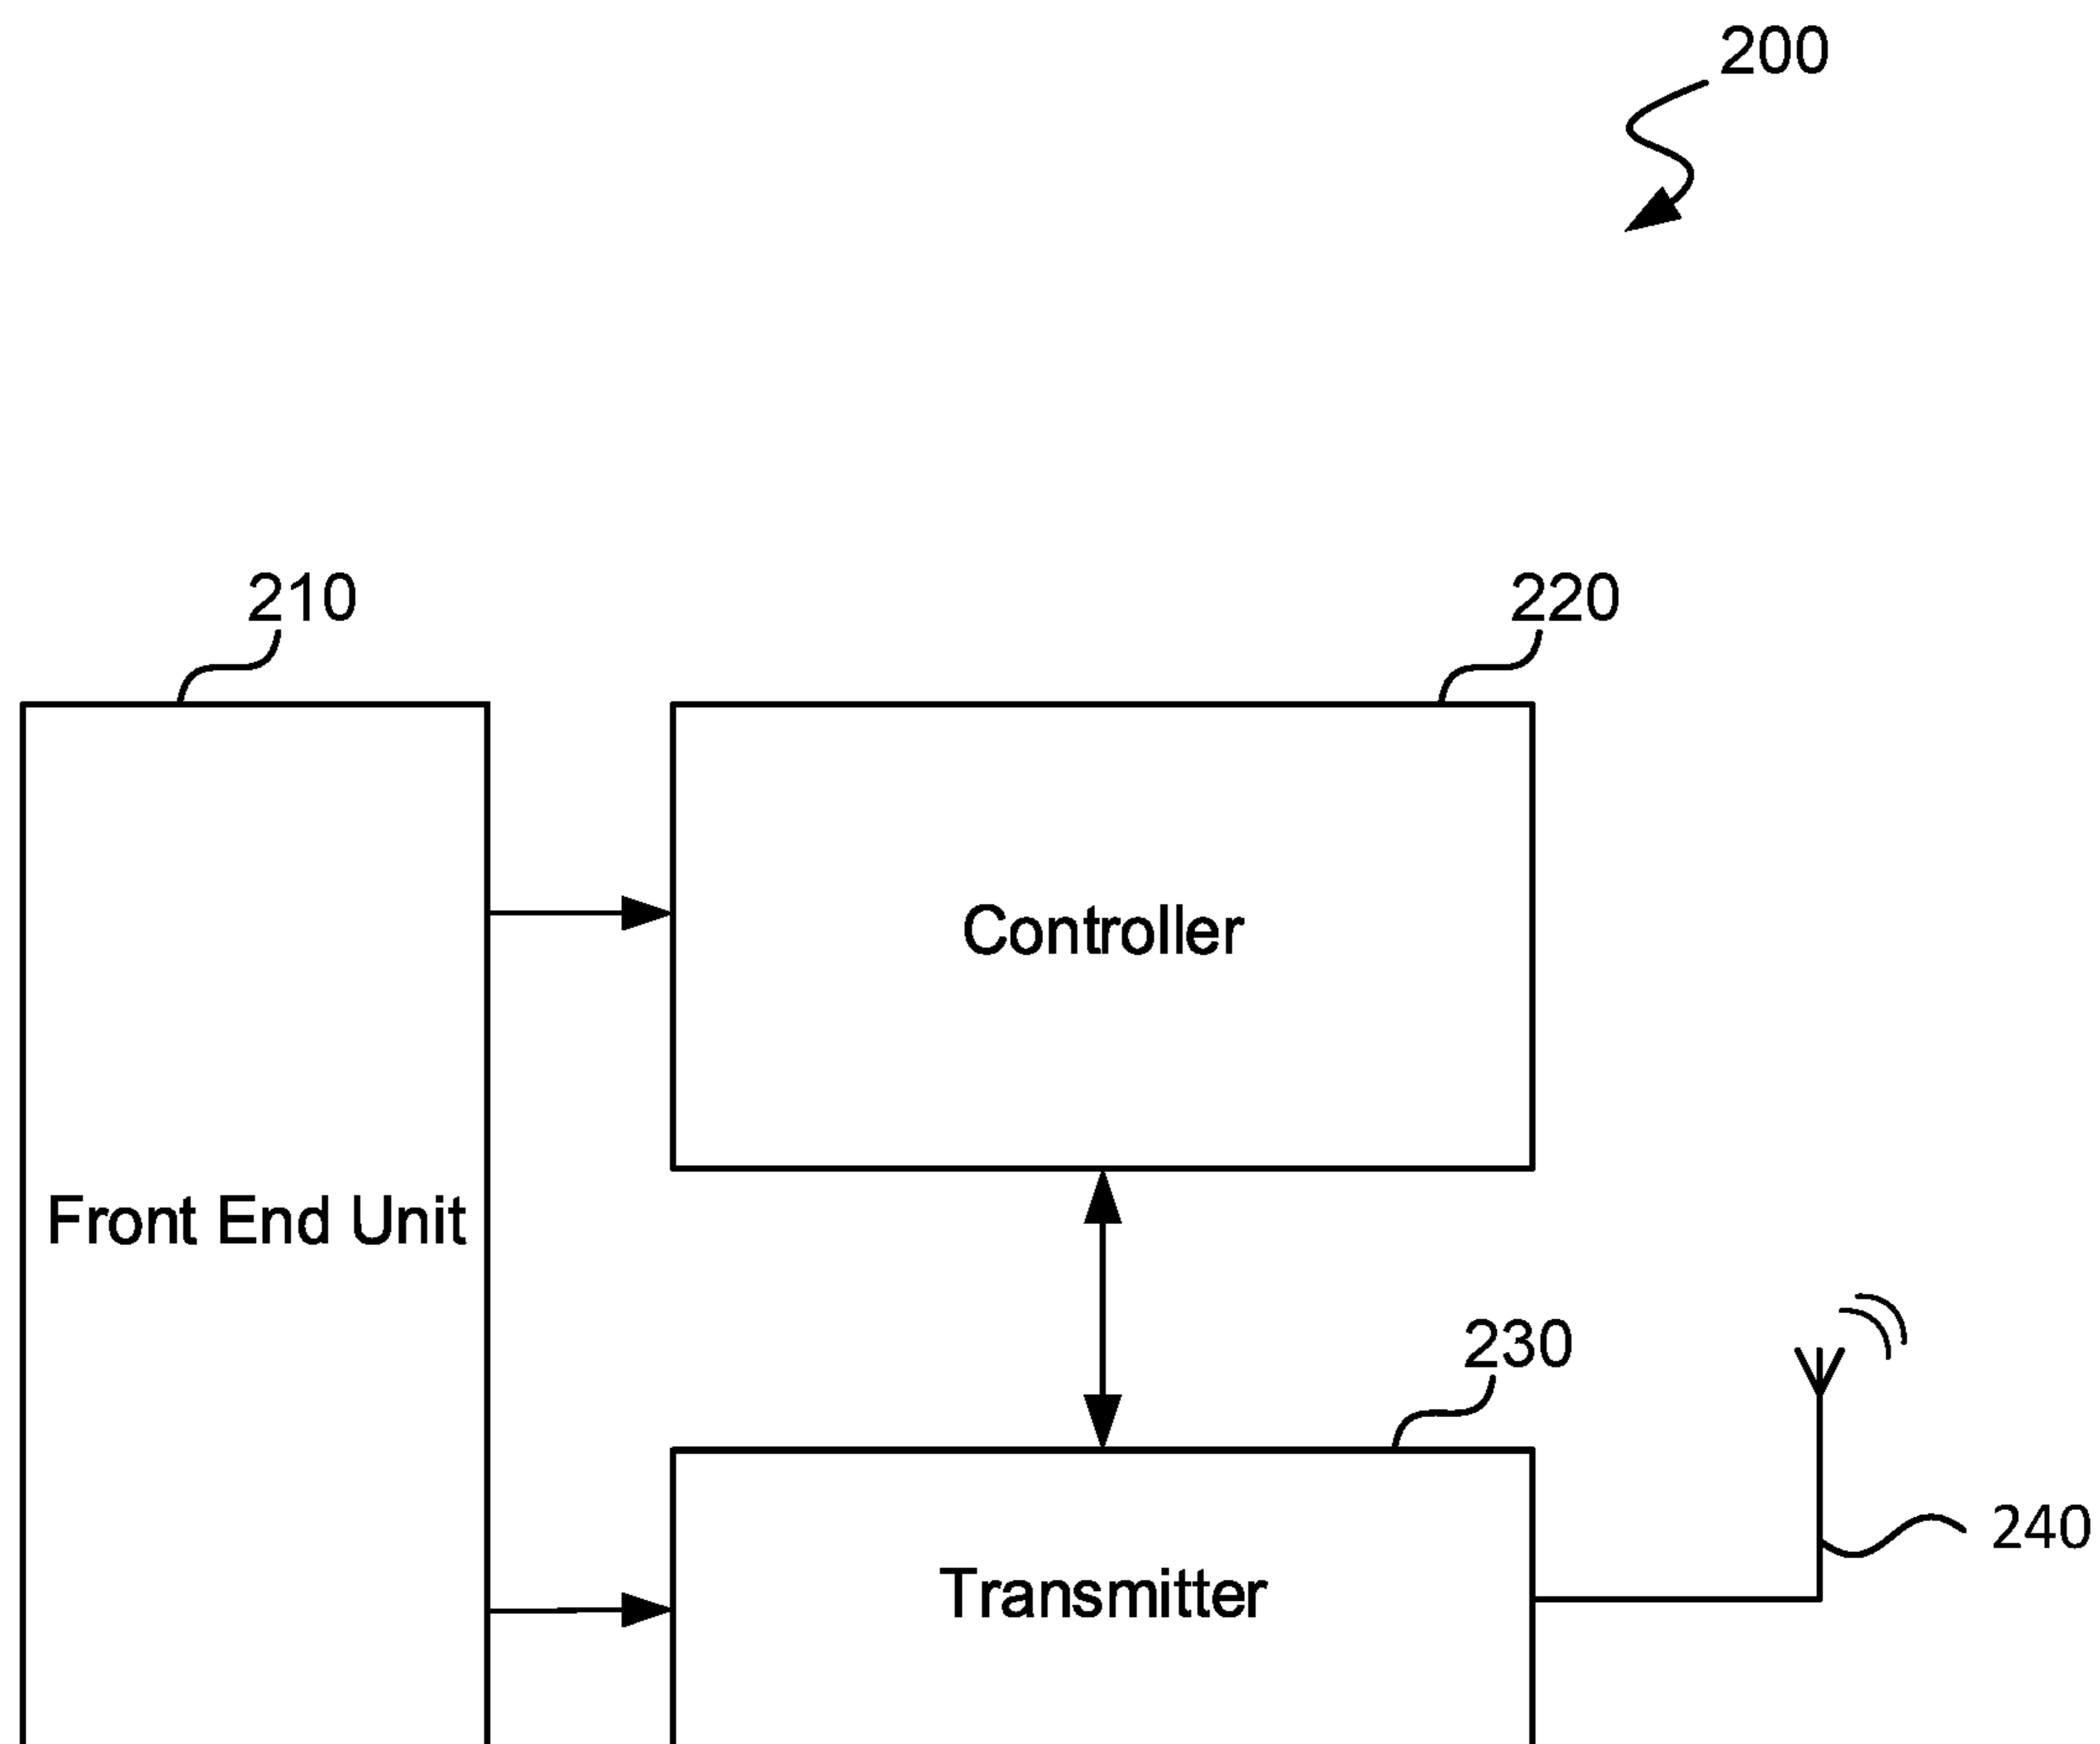 200
210
220
Controller
Front End Unit
230
240
Transmitter